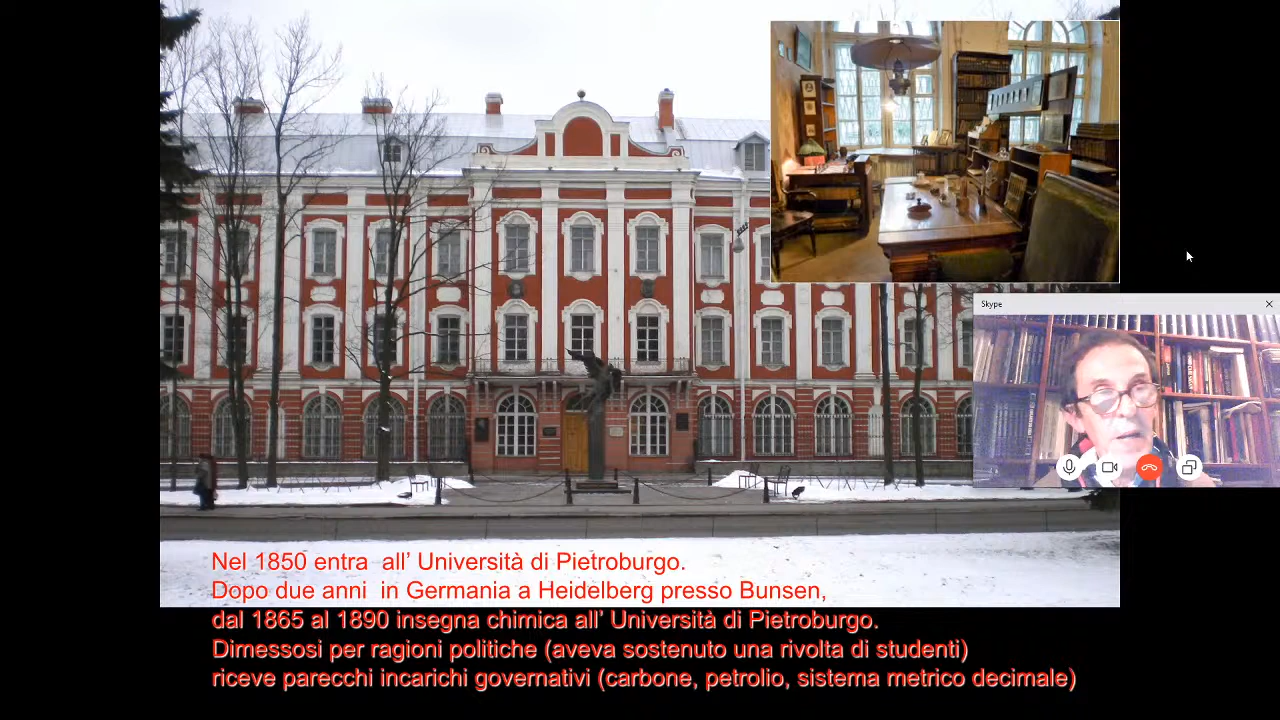 Skype
Nel 1850 entra all’ Università di Pietroburgo.
Dopo due anni in Germania a Heidelberg presso Bunsen,
dal 1865 al 1890 insegna chimica all’ Università di Pietroburgo.
Dimessosi per ragioni politiche (aveva sostenuto una rivolta di studenti)
riceve parecchi incarichi governativi (carbone, petrolio, sistema metrico decimale)